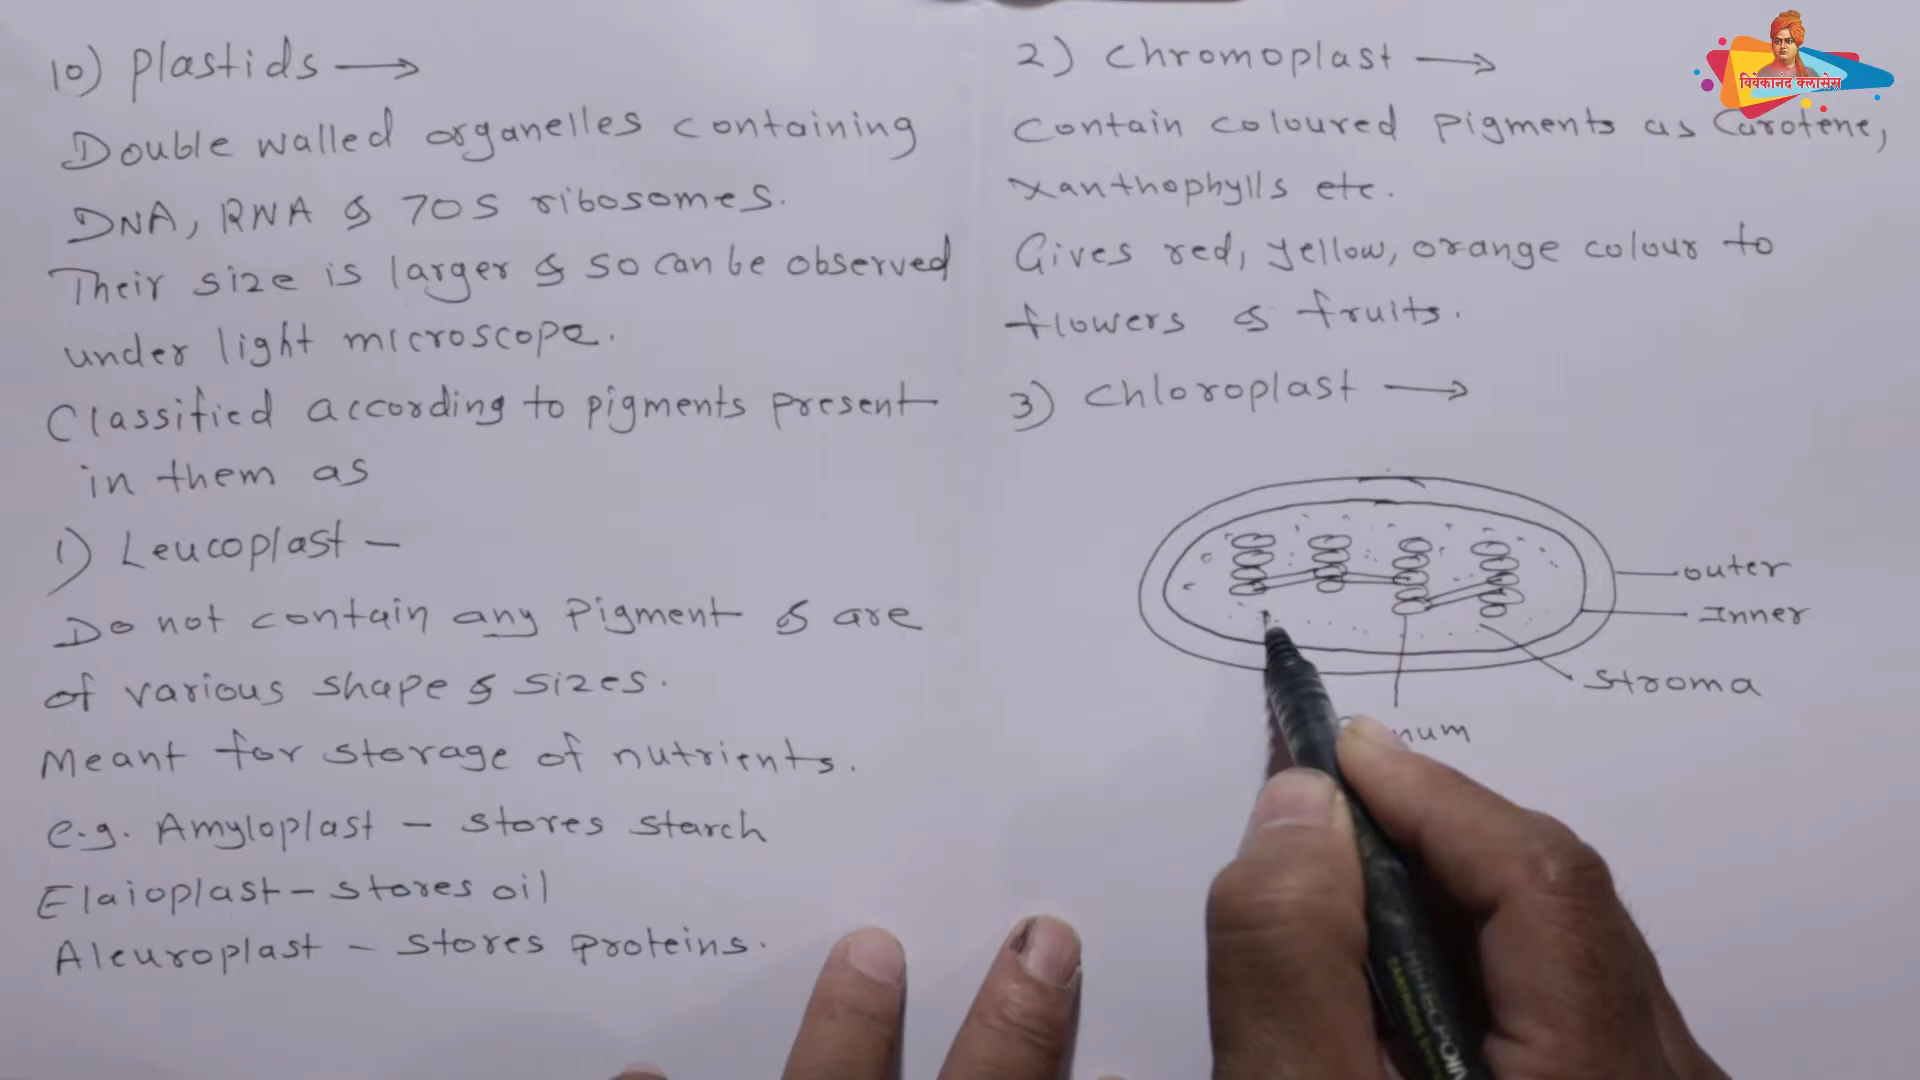 10) Plastids →
Double walled organelles containing
DNA, RNA & 70S ribosomes.
Their size is larger & so can be observed
under light microscope.
Classified according to pigments present
in them as
1) Leucoplast –
Do not contain any Pigment & are
of various shape & sizes.
Meant for storage of nutrients.
e.g. Amyloplast – stores starch
Elaioplast – stores oil
Aleuroplast – stores proteins.
2) Chromoplast →
Contain coloured pigments as Carotene,
Xanthophylls etc.
Gives red, yellow, orange colour to
flowers & fruits.
3) Chloroplast →
outer
Inner
Stroma
num
विवेकानंद क्लासेस